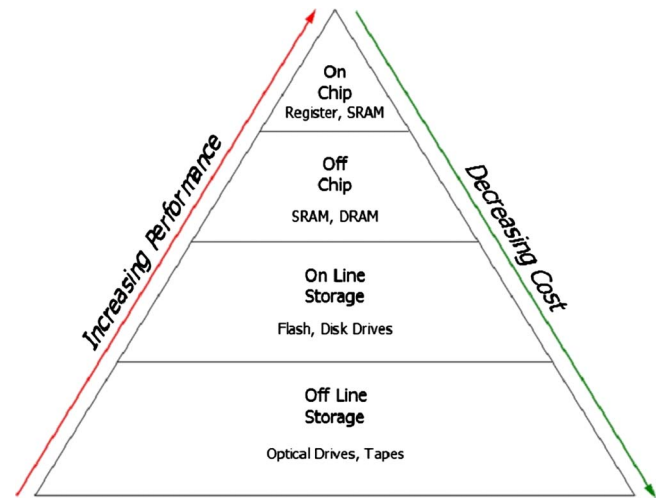 On
Chip
Register, SRAM
Off
Chip
SRAM, DRAM
On Line
Storage
Flash, Disk Drives
Off Line
Storage
Optical Drives, Tapes
Increasing Performance
Decreasing Cost